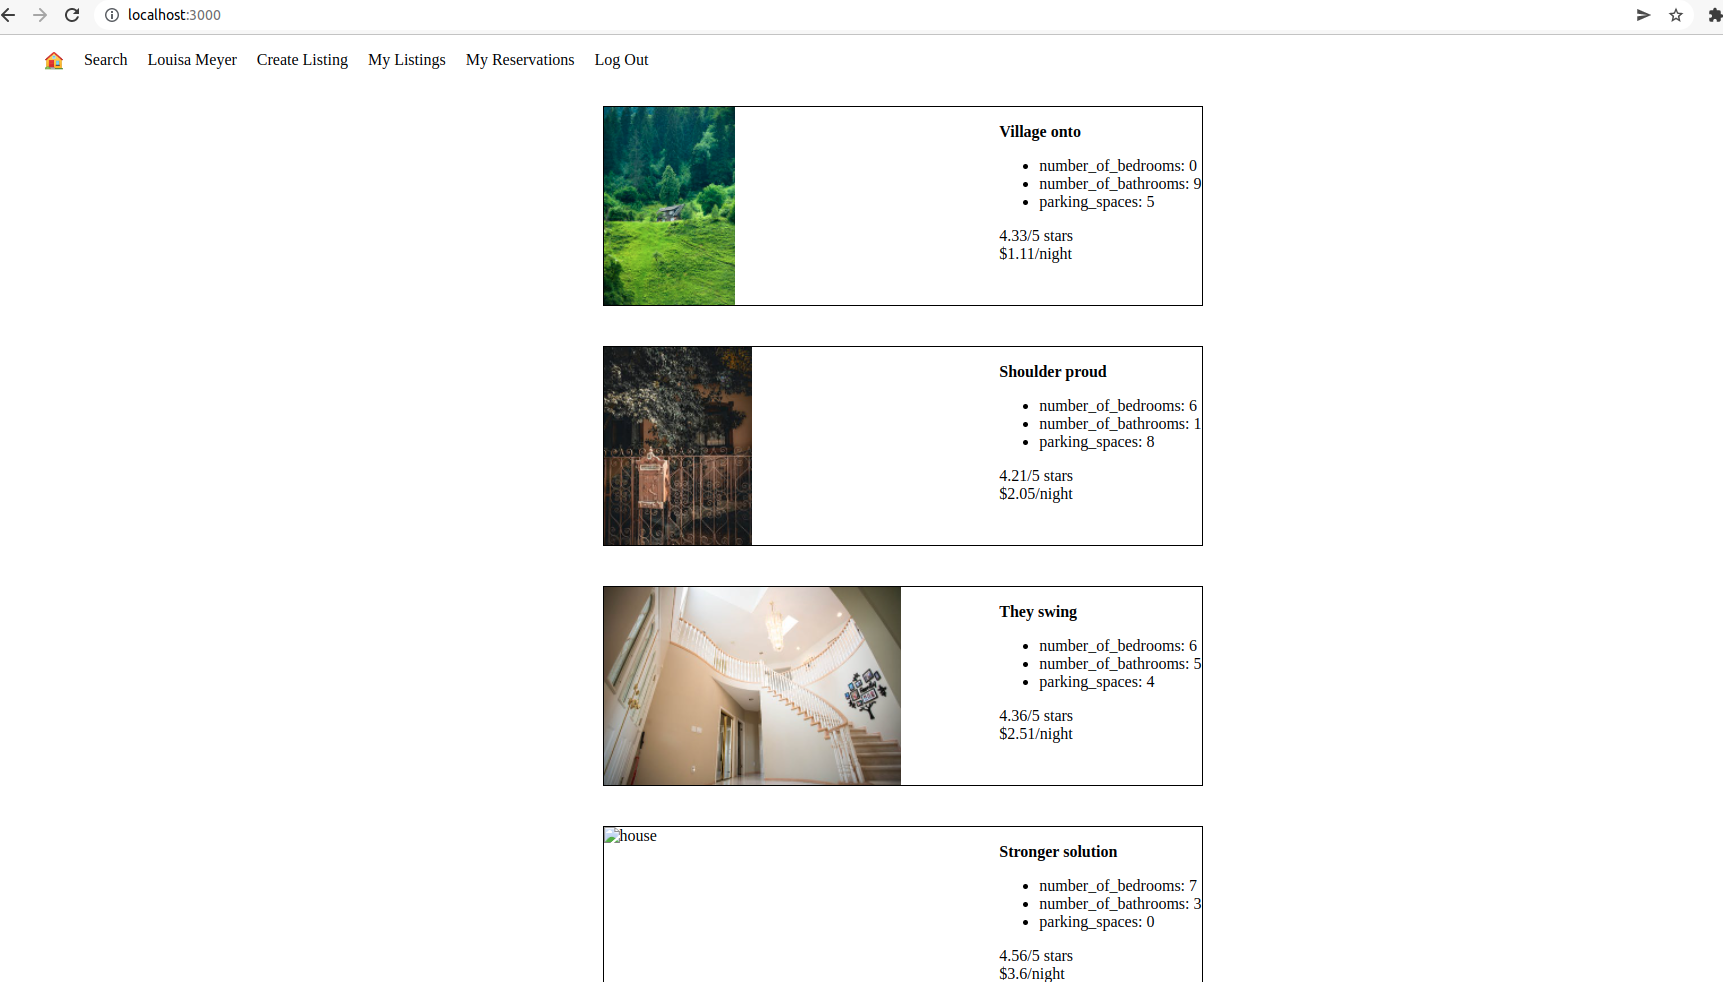 localhost:3000
Search Louisa Meyer Create Listing My Listings My Reservations Log Out
Village onto
number_of_bedrooms: 0
number_of_bathrooms: 9
parking_spaces: 5
4.33/5 stars
$1.11/night
Shoulder proud
number_of_bedrooms: 6
number_of_bathrooms: 1
parking_spaces: 8
4.21/5 stars
$2.05/night
They swing
number_of_bedrooms: 6
number_of_bathrooms: 5
parking_spaces: 4
4.36/5 stars
$2.51/night
house
Stronger solution
number_of_bedrooms: 7
number_of_bathrooms: 3
parking_spaces: 0
4.56/5 stars
$3.6/night